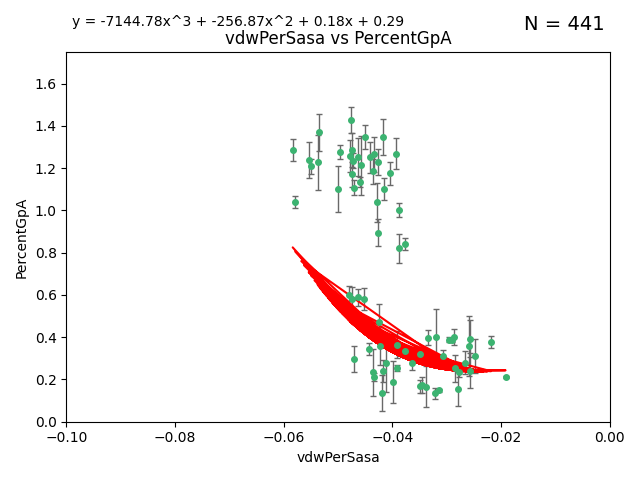 y = -7144.78x^3 + -256.87x^2 + 0.18x + 0.29
N = 441
vdwPerSasa vs PercentGpA
1.6
1.4
1.2
1.0
0.8
0.6
0.4
0.2
0.0
PercentGpA
−0.10 −0.08 −0.06 −0.04 −0.02 0.00
vdwPerSasa